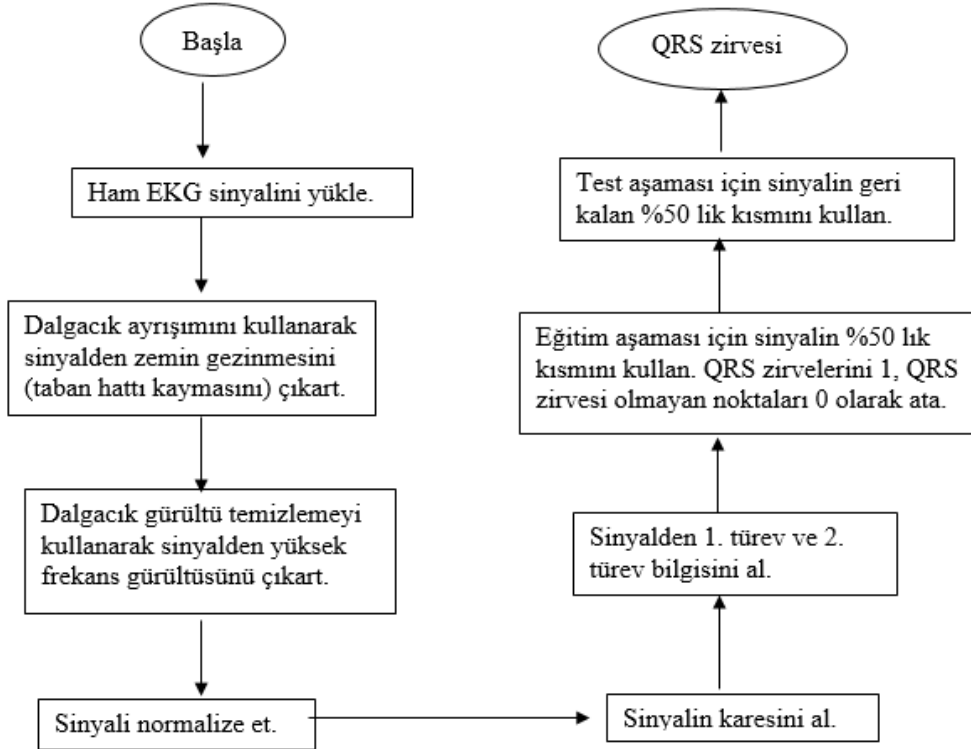 Başla
Ham EKG sinyalini yükle.
Dalgacık ayrışımını kullanarak
sinyalden zemin gezinmesini
(taban hattı kaymasını) çıkart.
Dalgacık gürültü temizlemeyi
kullanarak sinyalden yüksek
frekans gürültüsünü çıkart.
Sinyali normalize et.
Sinyalin karesini al.
Sinyalden 1. türev ve 2.
türev bilgisini al.
Eğitim aşaması için sinyalin %50 lik
kısmını kullan. QRS zirvelerini 1, QRS
zirvesi olmayan noktaları 0 olarak ata.
Test aşaması için sinyalin geri
kalan %50 lik kısmını kullan.
QRS zirvesi